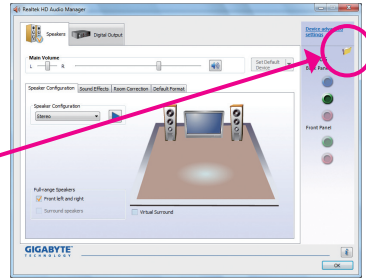 Realtek HD Audio Manager
Speakers
Digital Output
Device advanced
settings
Main Volume
L
R
Set Default
Device
Speaker Configuration
Sound Effects
Room Correction
Default Format
Speaker Configuration
Stereo
Front Panel
Full-range Speakers
Front left and right
Surround speakers
Virtual Surround
GIGABYTE
TECHNOLOGY
i
OK